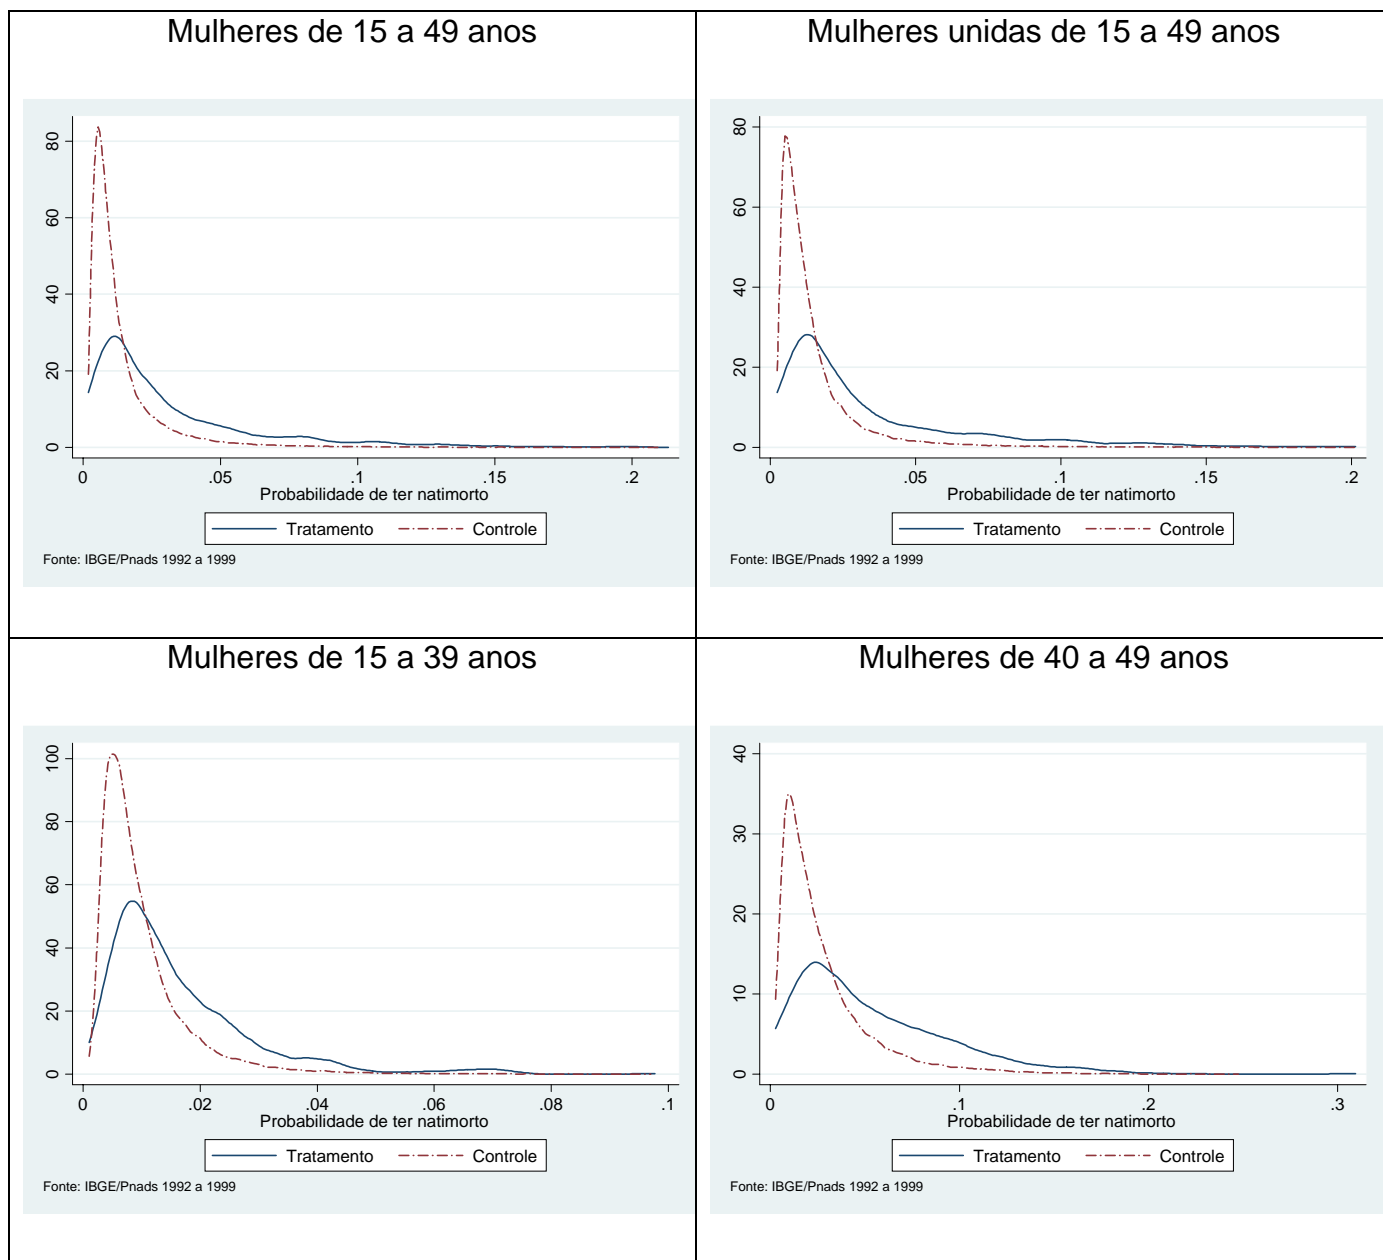 Mulheres de 15 a 49 anos
80
60
40
20
0
0 .05 .1 .15 .2
Probabilidade de ter natimorto
Tratamento Controle
Fonte: IBGE/Pnads 1992 a 1999
Mulheres unidas de 15 a 49 anos
80
60
40
20
0
0 .05 .1 .15 .2
Probabilidade de ter natimorto
Tratamento Controle
Fonte: IBGE/Pnads 1992 a 1999
Mulheres de 15 a 39 anos
100
80
60
40
20
0
0 .02 .04 .06 .08 .1
Probabilidade de ter natimorto
Tratamento Controle
Fonte: IBGE/Pnads 1992 a 1999
Mulheres de 40 a 49 anos
40
30
20
10
0
0 .1 .2 .3
Probabilidade de ter natimorto
Tratamento Controle
Fonte: IBGE/Pnads 1992 a 1999